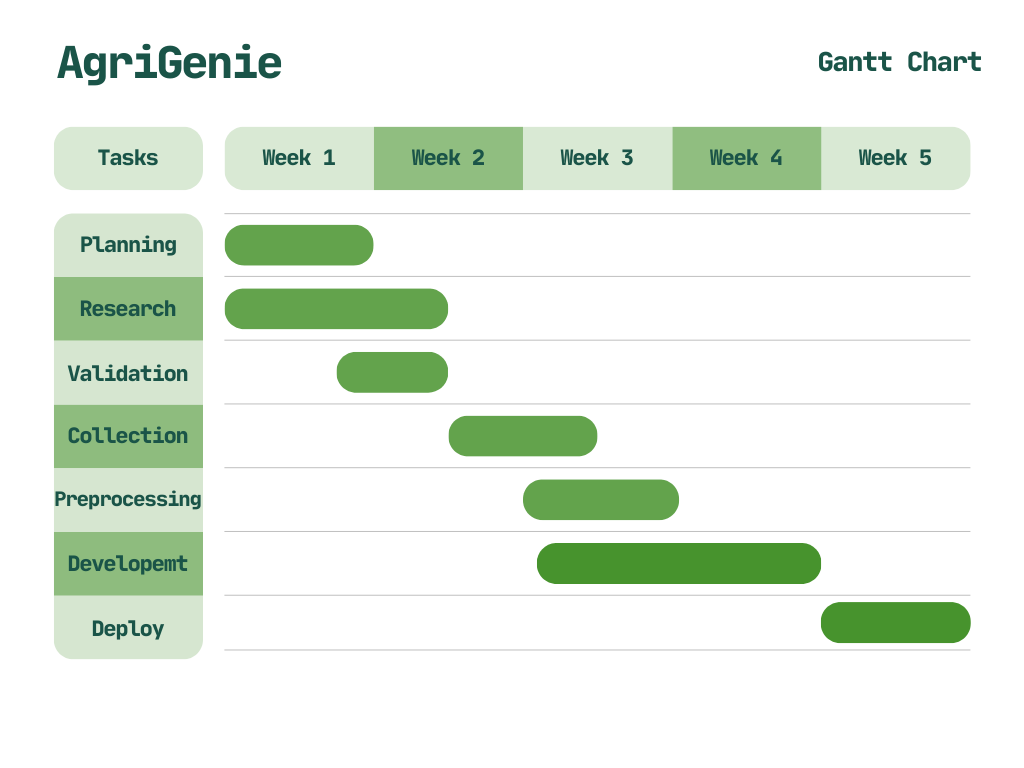 AgriGenie
Gantt Chart
Tasks
Week 1
Week 2
Week 3
Week 4
Week 5
Planning
Research
Validation
Collection
Preprocessing
Developemt
Deploy